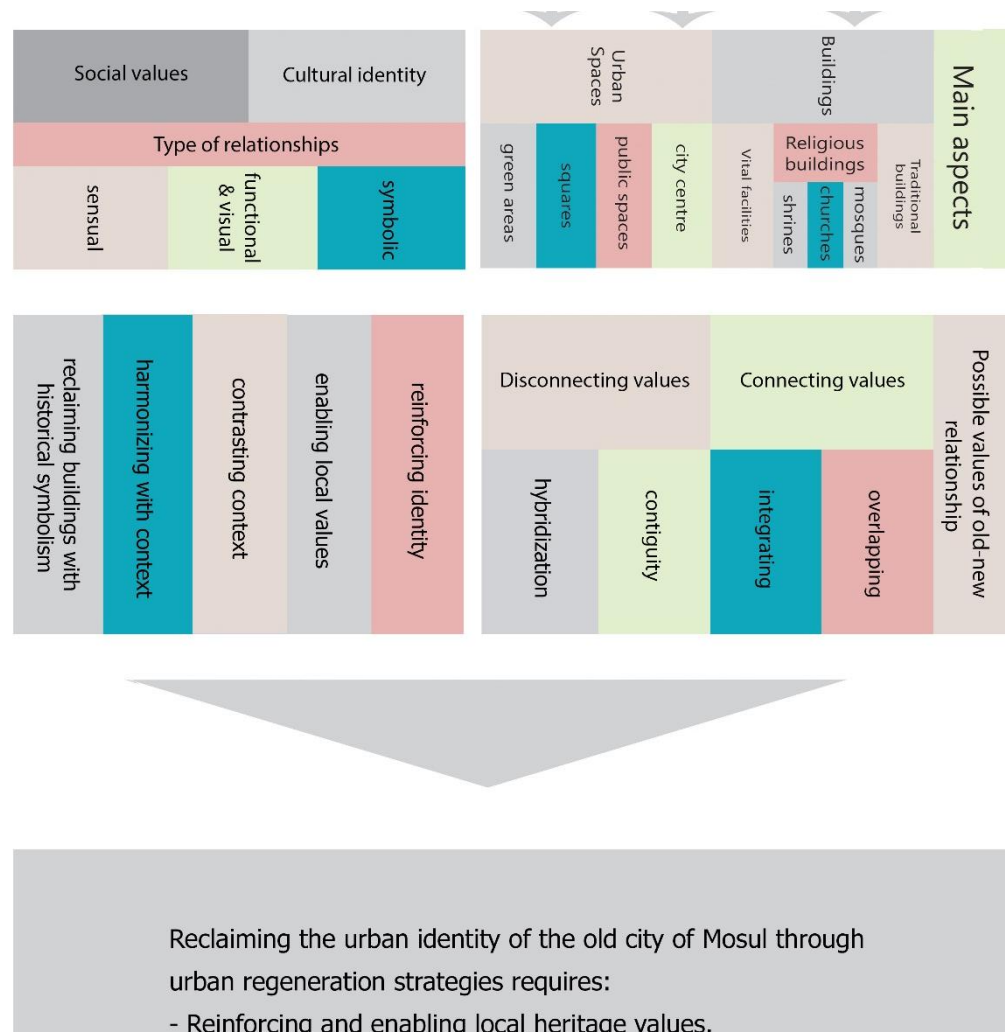 Social values
Cultural identity
Type of relationships
sensual
functional
& visual
symbolic
Urban
Spaces
Buildings
Main aspects
green areas
squares
public spaces
city centre
Vital facilities
Religious
buildings
shrines
churches
mosques
Traditional
buildings
reclaiming buildings with
historical symbolism
harmonizing with context
contrasting context
enabling local values
reinforcing identity
Disconnecting values
Connecting values
hybridization
contiguity
integrating
overlapping
Possible values of old-new
relationship
Reclaiming the urban identity of the old city of Mosul through
urban regeneration strategies requires:
- Reinforcing and enabling local heritage values.